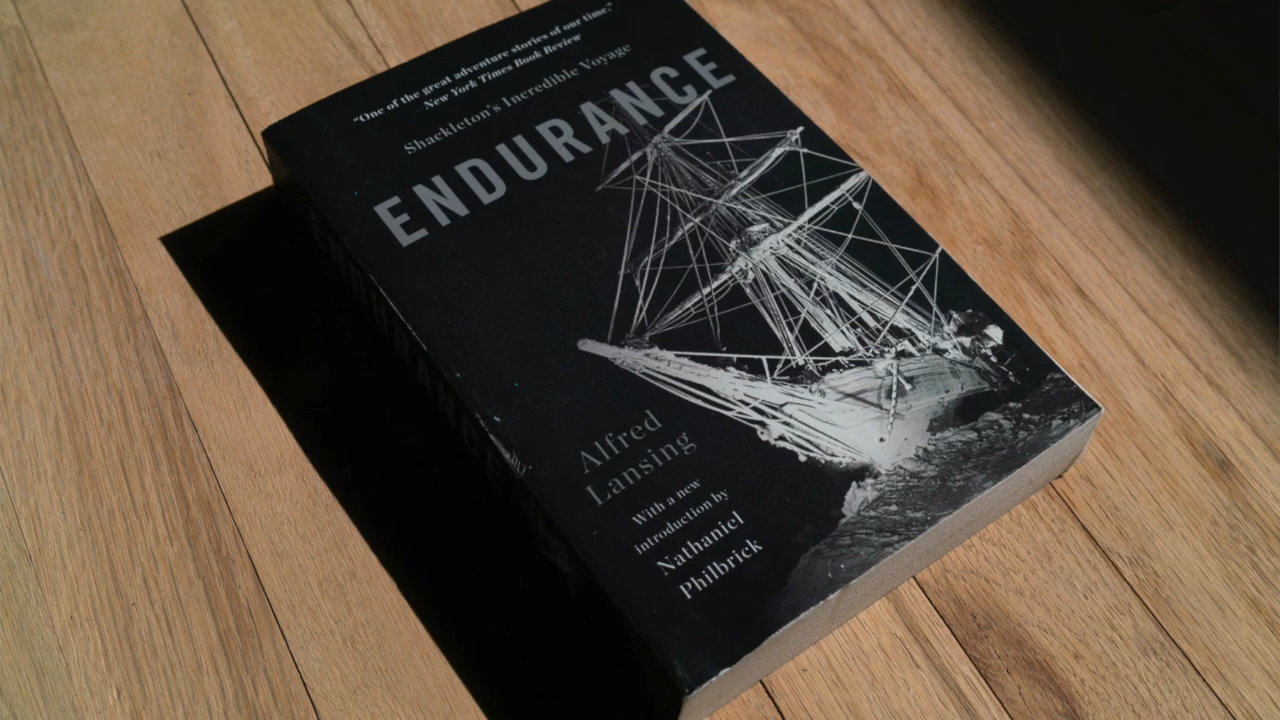 “One of the great adventure stories of our time.”
New York Times Book Review
Shackleton’s Incredible Voyage
ENDURANCE
Alfred
Lansing
With a new
introduction by
Nathaniel
Philbrick